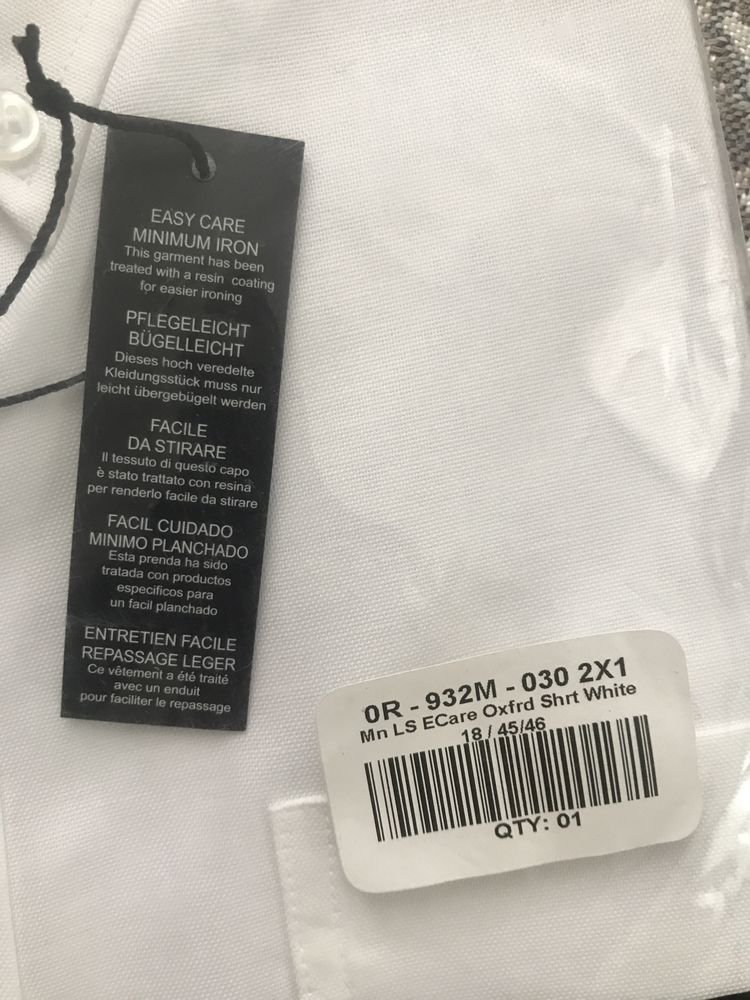 EASY CARE
MINIMUM IRON
This garment has been
treated with a resin coating
for easier ironing
PFLEGELEICHT
BÜGELLEICHT
Dieses hoch veredelte
Kleidungsstück muss nur
leicht übergebügelt werden
FACILE
DA STIRARE
Il tessuto di questo capo
è stato trattato con resina
per renderlo facile da stirare
FACIL CUIDADO
MINIMO PLANCHADO
Esta prenda ha sido
tratada con productos
especificos para
un facil planchado
ENTRETIEN FACILE
REPASSAGE LEGER
Ce vêtement a été traité
avec un enduit
pour faciliter le repassage
0R - 932M - 030 2X1
Mn LS ECare Oxfrd Shrt White
18 / 45/46
QTY: 01